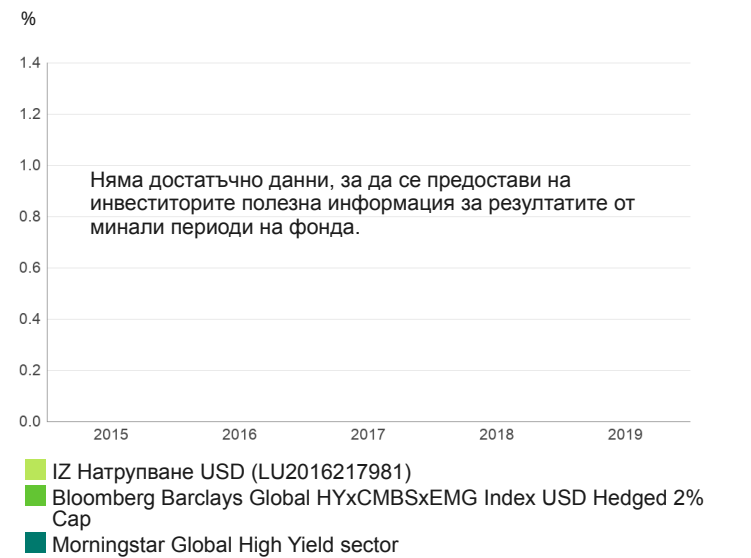 %
1.4
1.2
1.0
Няма достатъчно данни, за да се предостави на
инвеститорите полезна информация за резултатите от
минали периоди на фонда.
0.8
0.6
0.4
0.2
0.0
2015 2016 2017 2018 2019
IZ Натрупване USD (LU2016217981)
Bloomberg Barclays Global HYxCMBSxEMG Index USD Hedged 2%
Cap
Morningstar Global High Yield sector